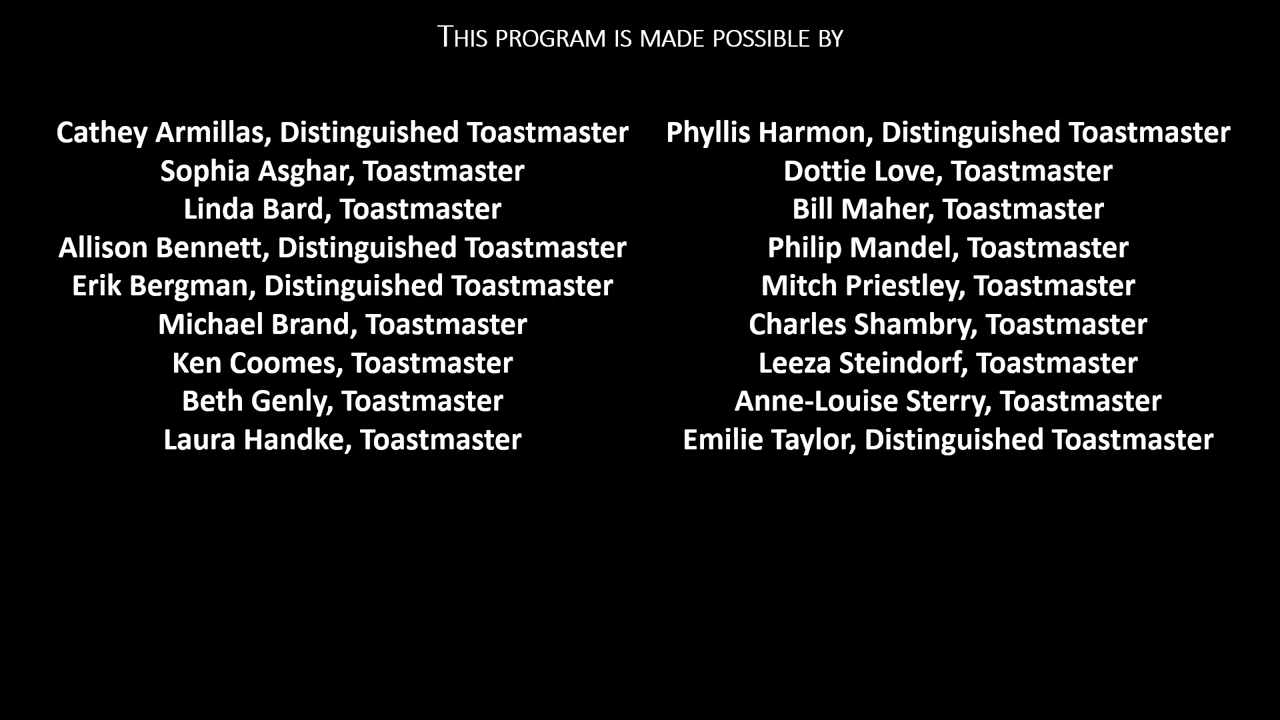 THIS PROGRAM IS MADE POSSIBLE BY
Cathey Armillas, Distinguished Toastmaster
Sophia Asghar, Toastmaster
Linda Bard, Toastmaster
Allison Bennett, Distinguished Toastmaster
Erik Bergman, Distinguished Toastmaster
Michael Brand, Toastmaster
Ken Coomes, Toastmaster
Beth Genly, Toastmaster
Laura Handke, Toastmaster
Phyllis Harmon, Distinguished Toastmaster
Dottie Love, Toastmaster
Bill Maher, Toastmaster
Philip Mandel, Toastmaster
Mitch Priestley, Toastmaster
Charles Shambry, Toastmaster
Leeza Steindorf, Toastmaster
Anne-Louise Sterry, Toastmaster
Emilie Taylor, Distinguished Toastmaster